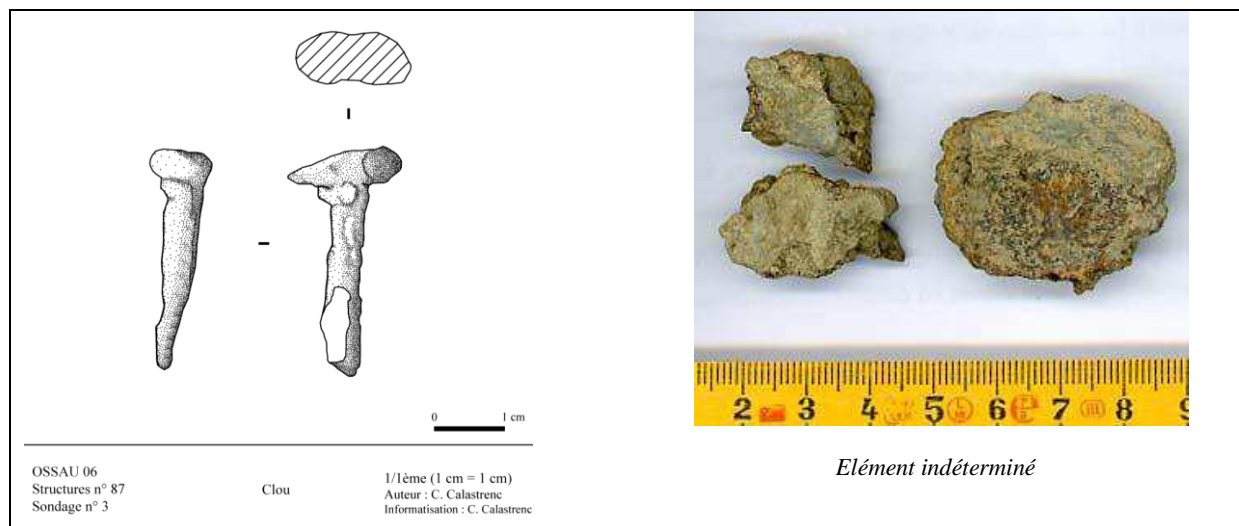 0 1 cm
OSSAU 06
Structures n° 87
Sondage n° 3
Clou
1/1ème (1 cm = 1 cm)
Auteur : C. Calastrenc
Informatisation : C. Calastrenc
2 3 4 5 6 7 8 9
Elément indéterminé